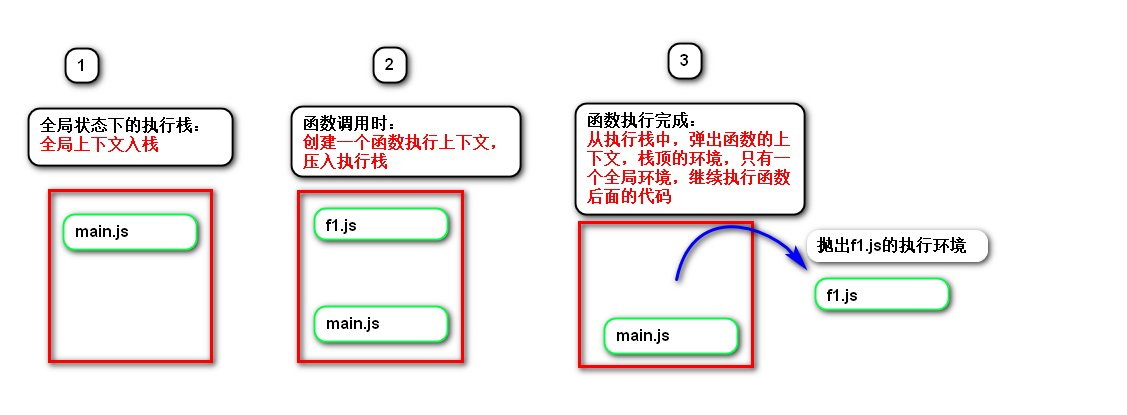 1
全局状态下的执行栈：
全局上下文入栈
main.js
2
函数调用时：
创建一个函数执行上下文，
压入执行栈
f1.js
main.js
3
函数执行完成：
从执行栈中，弹出函数的上
下文，栈顶的环境，只有一
个全局环境，继续执行函数
后面的代码
main.js
抛出f1.js的执行环境
f1.js